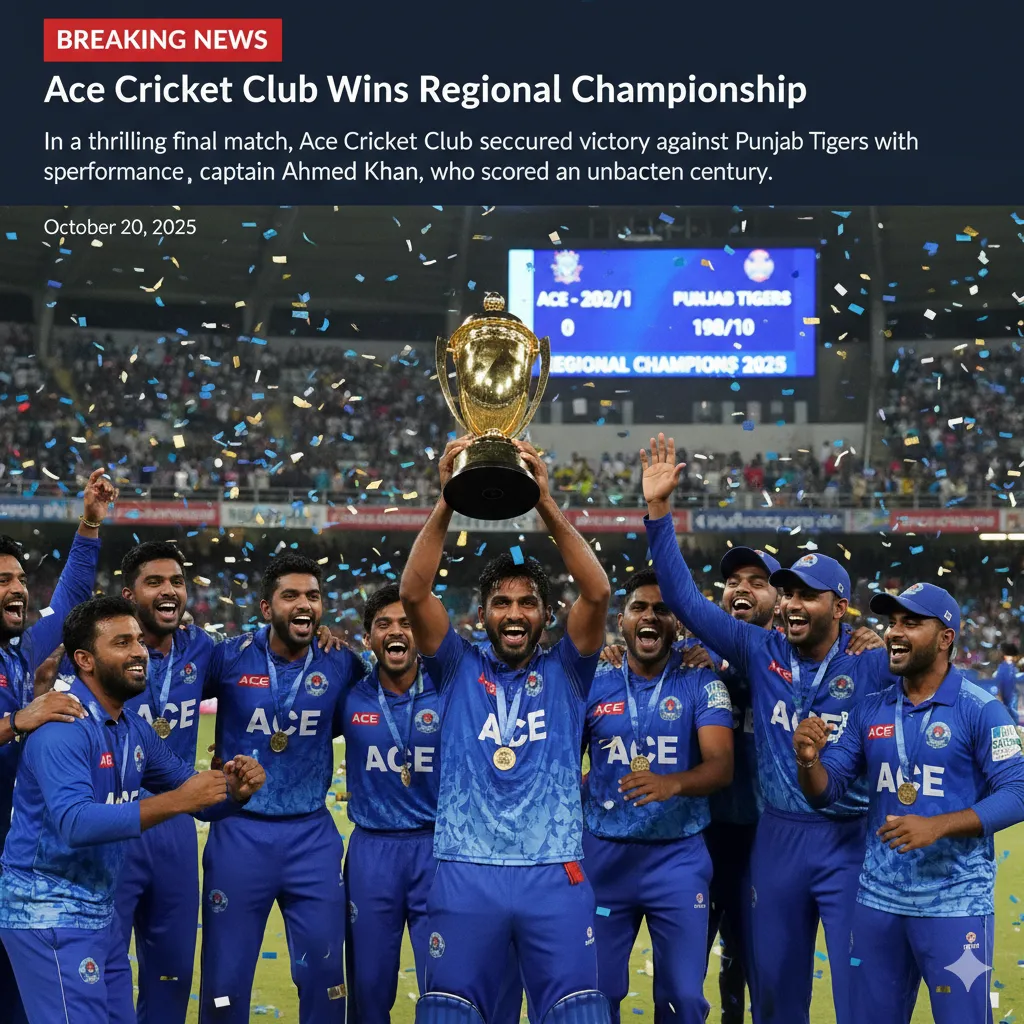 BREAKING NEWS
Ace Cricket Club Wins Regional Championship
In a thrilling final match, Ace Cricket Club seccured victory against Punjab Tigers with
sperformance, captain Ahmed Khan, who scored an unbacten century.
October 20, 2025
ACE - 202/1
0
PUNJAB TIGERS
198/10
REGIONAL CHAMPIONS 2025
ACE
ACE
ACE
ACE
ACE
ACE
ACE
ACE
ACE
ACE
ACE
ACE